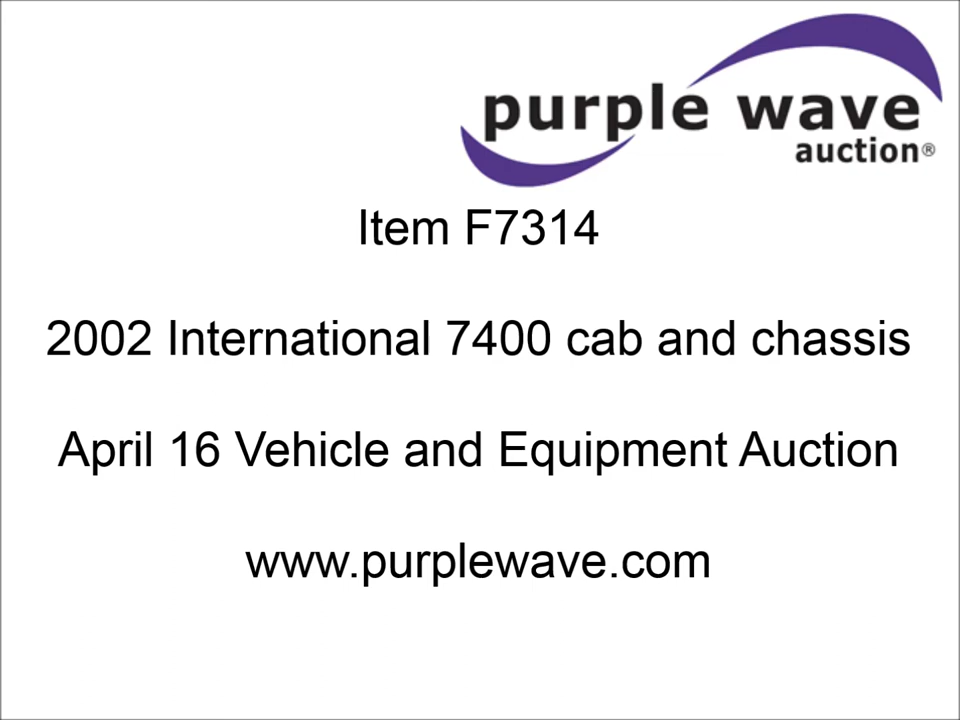 purple wave
auction®
Item F7314
2002 International 7400 cab and chassis
April 16 Vehicle and Equipment Auction
www.purplewave.com